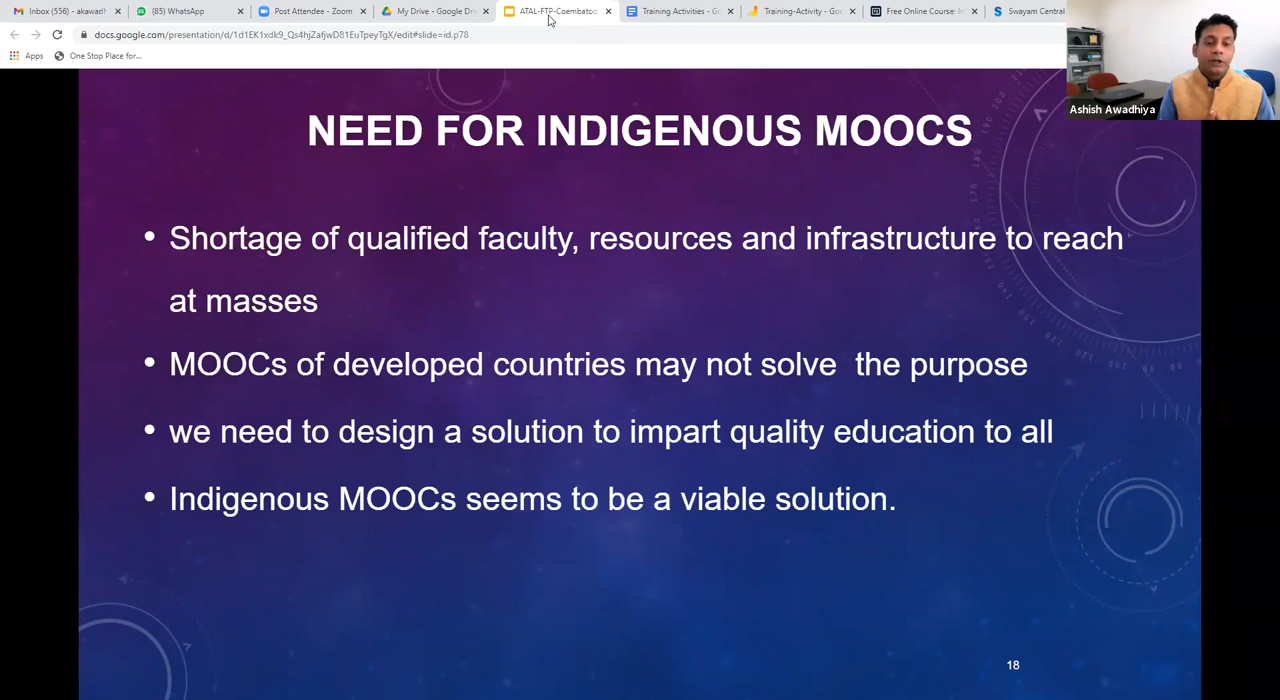 Inbox (556) - akawadh
(85) WhatsApp
Post Attendee - Zoom
My Drive - Google Dri
ATAL-FTP-Coembatoo
Training Activities - Go
Training-Activity - Goo
Free Online Course: In
Swayam Central
docs.google.com/presentation/d/1d1EK1xdk9_Qs4hjZafjwD81EuTpeyTgX/edit#slide=id.p78
Apps
One Stop Place for...
Ashish Awadhiya
NEED FOR INDIGENOUS MOOCS
• Shortage of qualified faculty, resources and infrastructure to reach
at masses
• MOOCs of developed countries may not solve  the purpose
• we need to design a solution to impart quality education to all
• Indigenous MOOCs seems to be a viable solution.
18